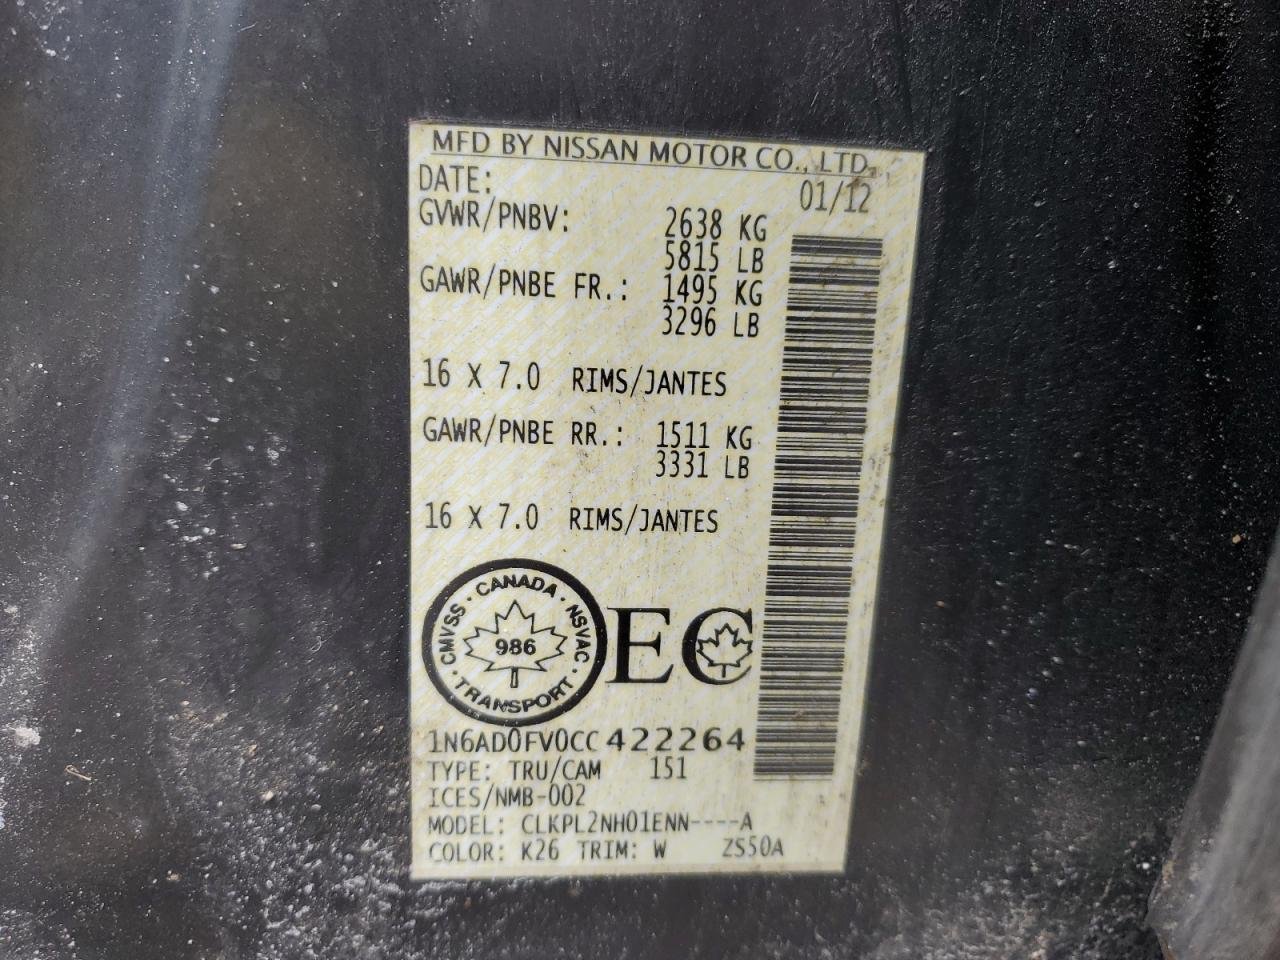 MFD BY NISSAN MOTOR CO., LTD.
DATE: 01/12
GVWR/PNBV: 2638 KG
5815 LB
GAWR/PNBE FR.: 1495 KG
3296 LB
16 X 7.0 RIMS/JANTES
GAWR/PNBE RR.: 1511 KG
3331 LB
16 X 7.0 RIMS/JANTES
CANADA · NSVAC · TRANSPORT · CMVSS ·
986
EC
1N6AD0FV0CC422264
TYPE: TRU/CAM 151
ICES/NMB-002
MODEL: CLKPL2NH01ENN----A
COLOR: K26 TRIM: W ZS50A